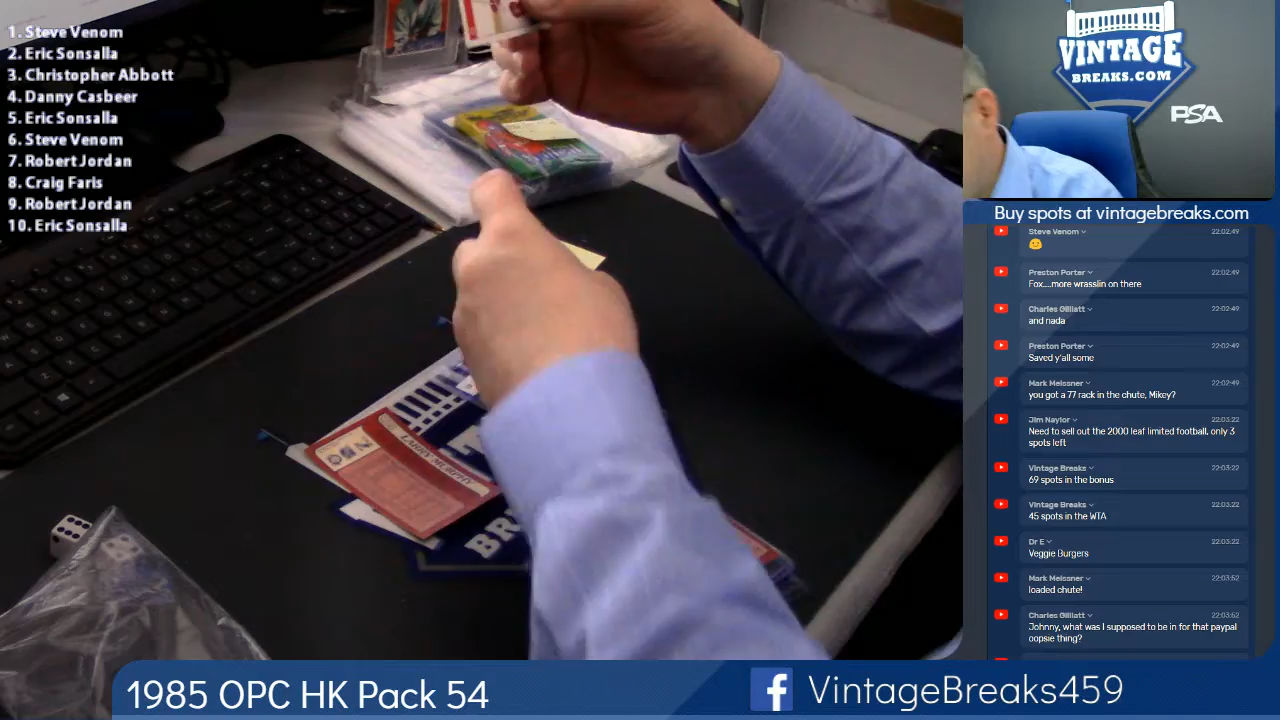 1. Steve Venom
2. Eric Sonsalla
3. Christopher Abbott
4. Danny Casbeer
5. Eric Sonsalla
6. Steve Venom
7. Robert Jordan
8. Craig Faris
9. Robert Jordan
10. Eric Sonsalla
VINTAGE
BREAKS.COM
PSA
Buy spots at vintagebreaks.com
Steve Venom 22:02:49
Preston Porter 22:02:49
Fox....more wrasslin on there
Charles Gilliatt 22:02:49
and nada
Preston Porter 22:02:49
Saved y'all some
Mark Meissner 22:02:49
you got a 77 rack in the chute, Mikey?
Jim Naylor 22:03:22
Need to sell out the 2000 leaf limited football, only 3
spots left
Vintage Breaks 22:03:22
69 spots in the bonus
Vintage Breaks 22:03:22
45 spots in the WTA
Dr E 22:03:22
Veggie Burgers
Mark Meissner 22:03:52
loaded chute!
Charles Gilliatt 22:03:52
Johnny, what was I supposed to be in for that paypal
oopsie thing?
LARRY MURPHY
BR
1985 OPC HK Pack 54
f VintageBreaks459